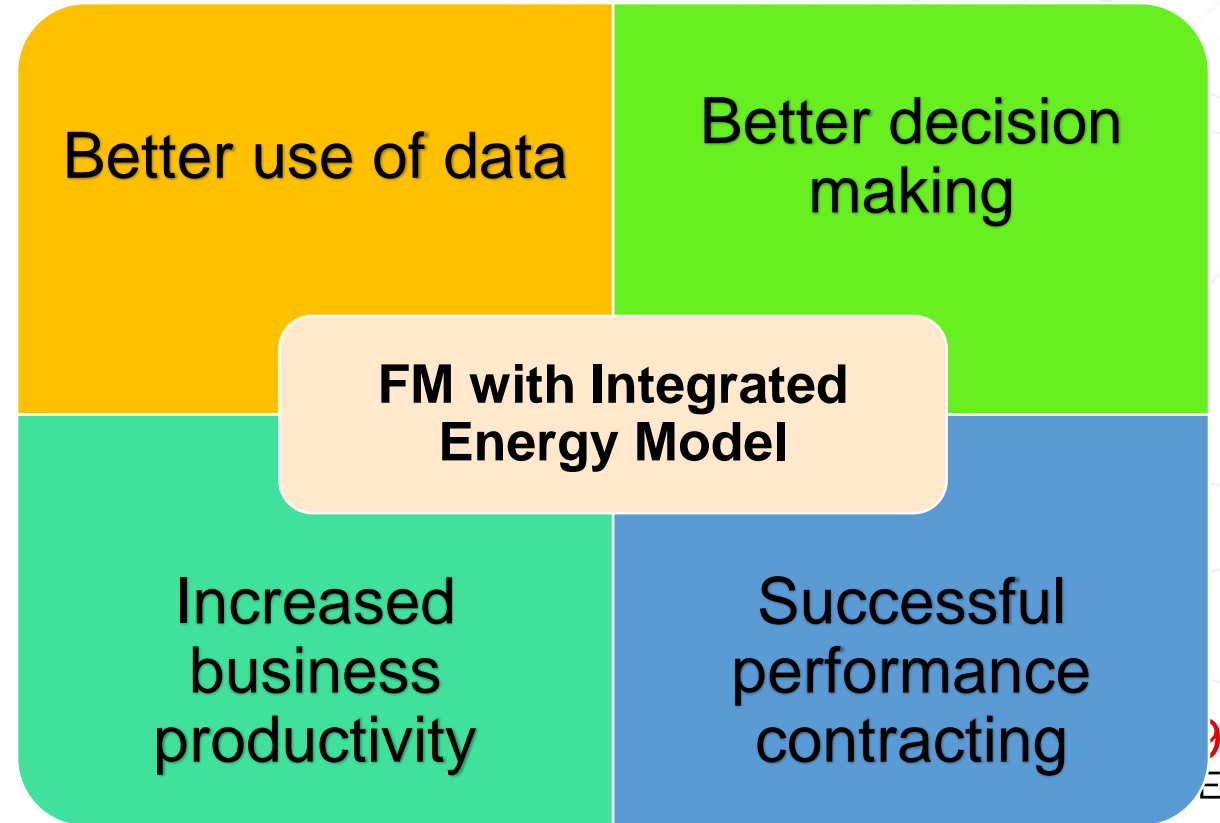 Better use of data
Better decision
making
FM with Integrated
Energy Model
Increased
business
productivity
Successful
performance
contracting